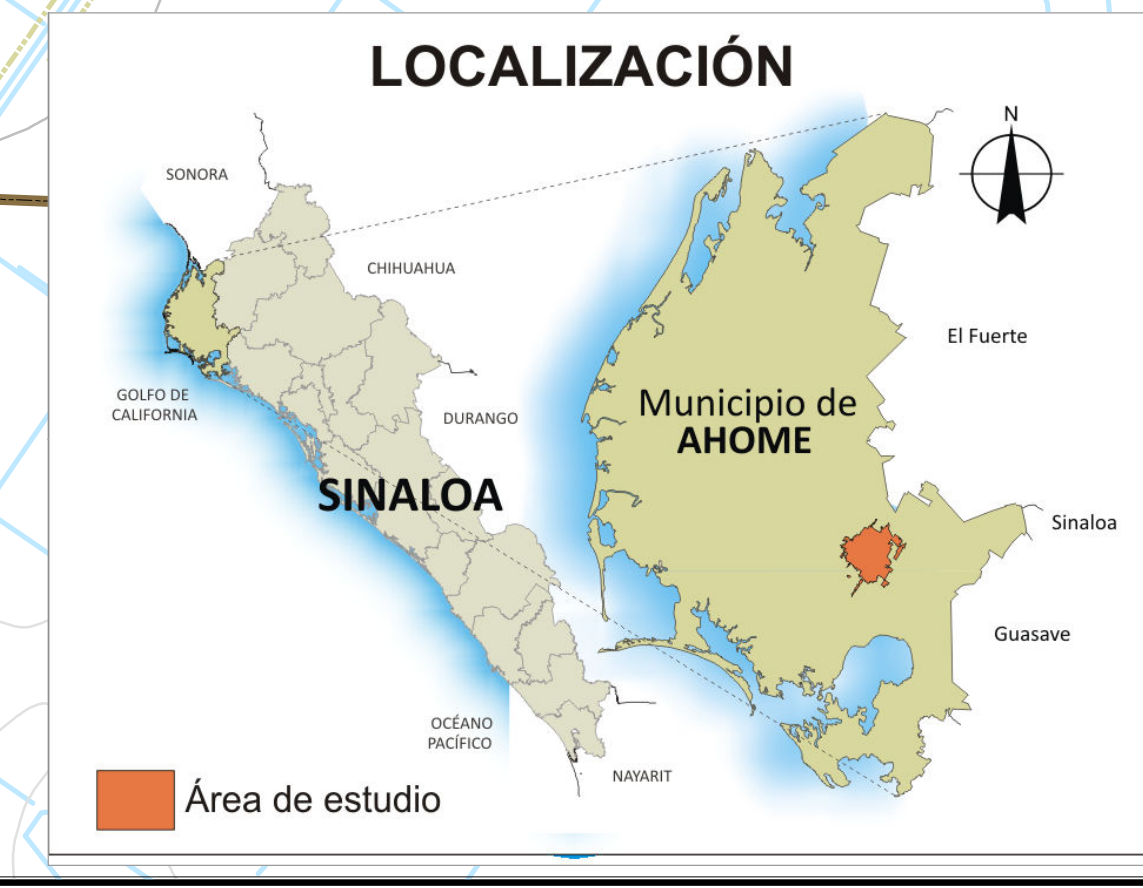 LOCALIZACIÓN
N
SONORA
CHIHUAHUA
El Fuerte
GOLFO DE
CALIFORNIA
DURANGO
Municipio de
AHOME
SINALOA
Sinaloa
Guasave
OCÉANO
PACÍFICO
NAYARIT
Área de estudio